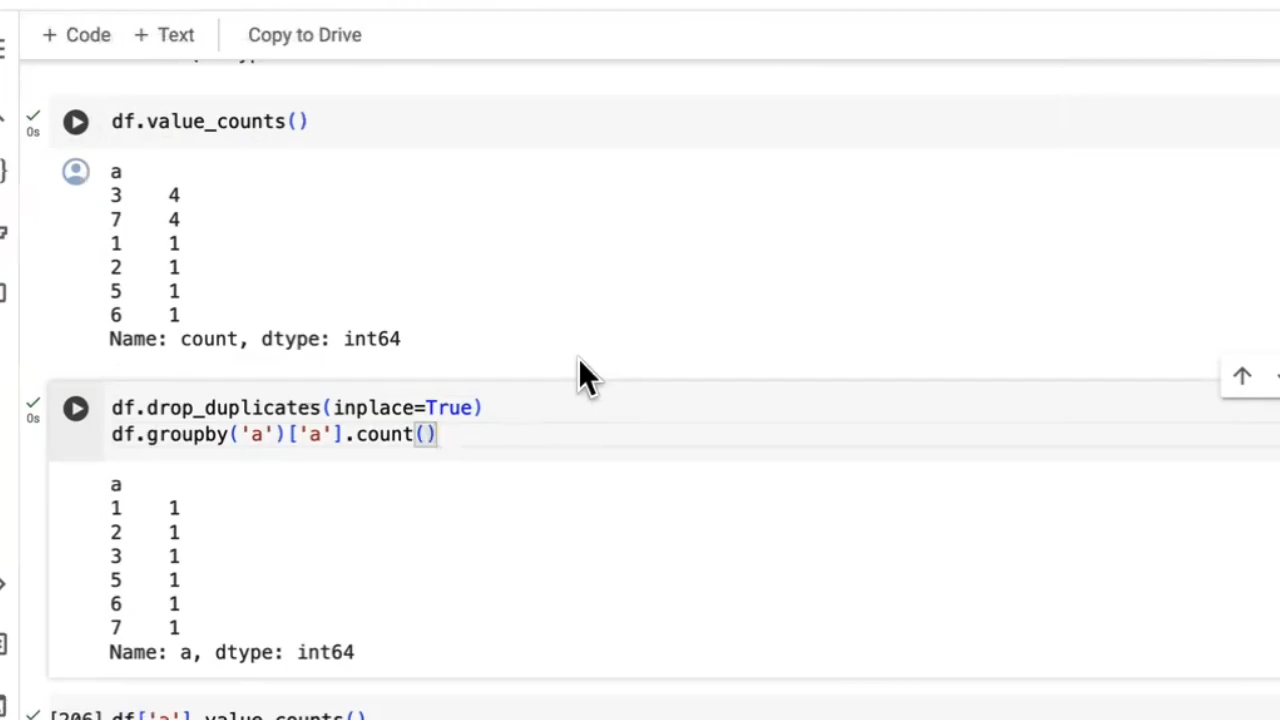 + Code + Text Copy to Drive
0s
df.value_counts()
a
3 4
7 4
1 1
2 1
5 1
6 1
Name: count, dtype: int64
0s
df.drop_duplicates(inplace=True)
df.groupby('a')['a'].count()
a
1 1
2 1
3 1
5 1
6 1
7 1
Name: a, dtype: int64
[206] df['a'].value_counts()